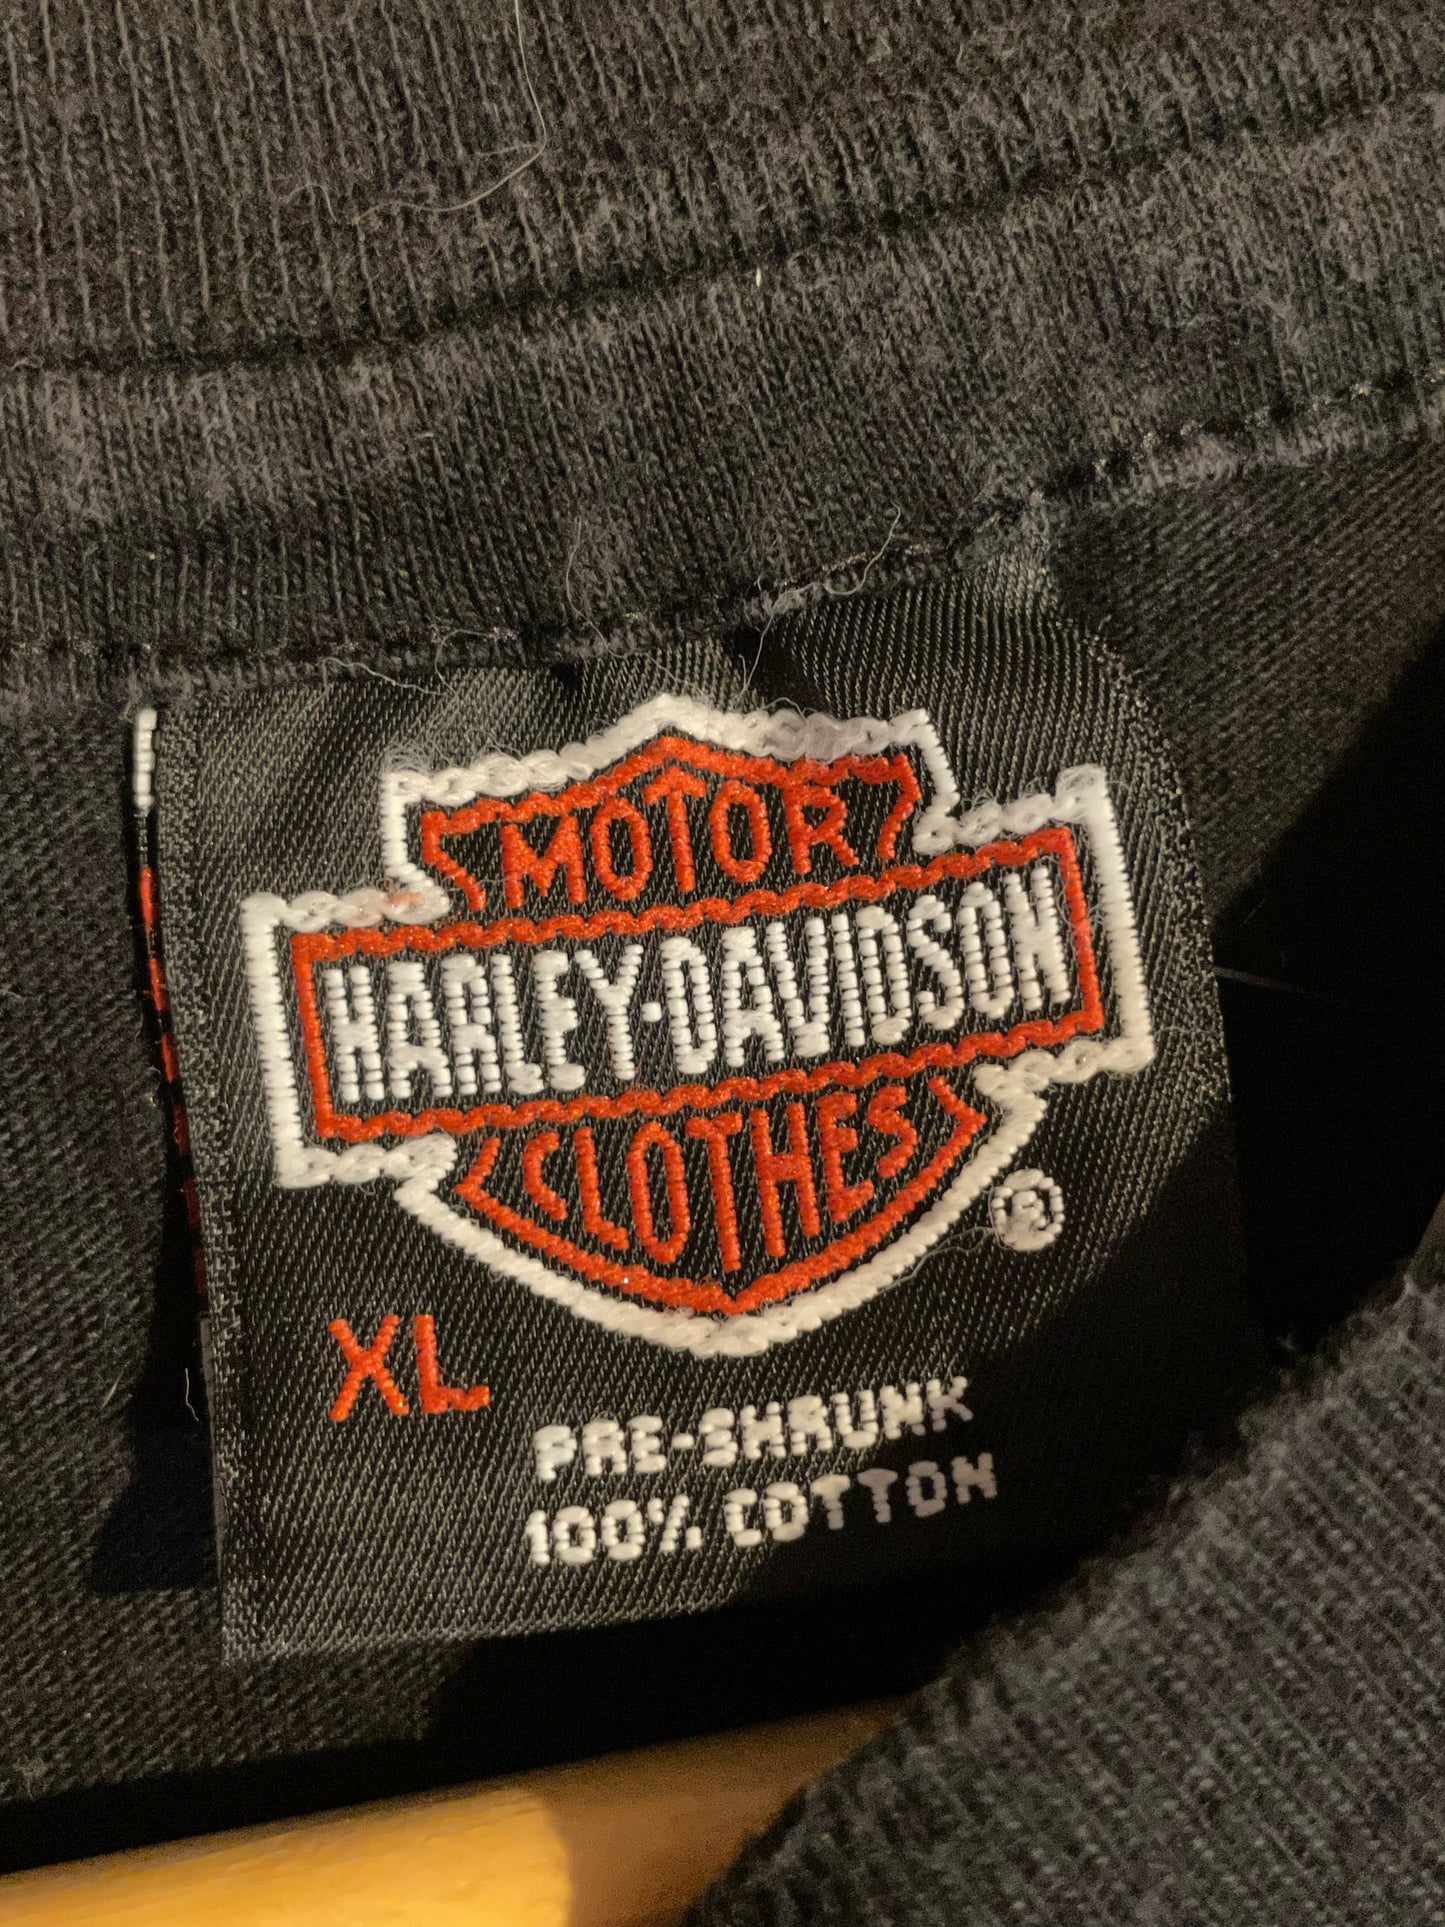 MOTOR
HARLEY-DAVIDSON
CLOTHES
®
XL
PRE-SHRUNK
100% COTTON